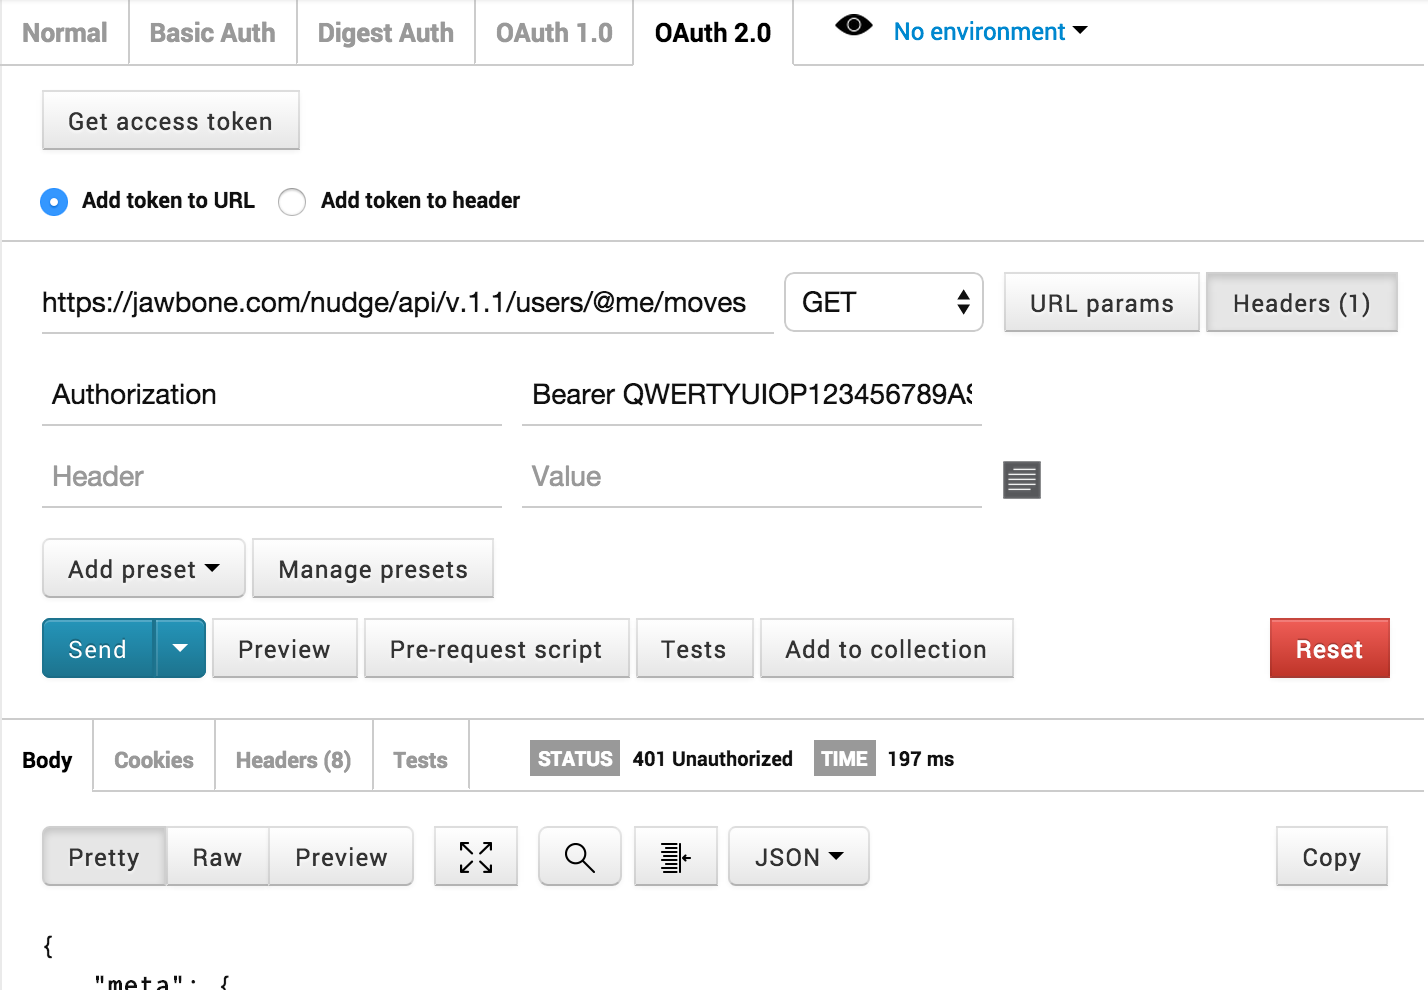 Normal Basic Auth Digest Auth OAuth 1.0 OAuth 2.0 No environment
Get access token
Add token to URL Add token to header
https://jawbone.com/nudge/api/v.1.1/users/@me/moves GET URL params Headers (1)
Authorization Bearer QWERTYUIOP123456789AS
Header Value
Add preset Manage presets
Send Preview Pre-request script Tests Add to collection Reset
Body Cookies Headers (8) Tests STATUS 401 Unauthorized TIME 197 ms
Pretty Raw Preview JSON Copy
{
"meta": {